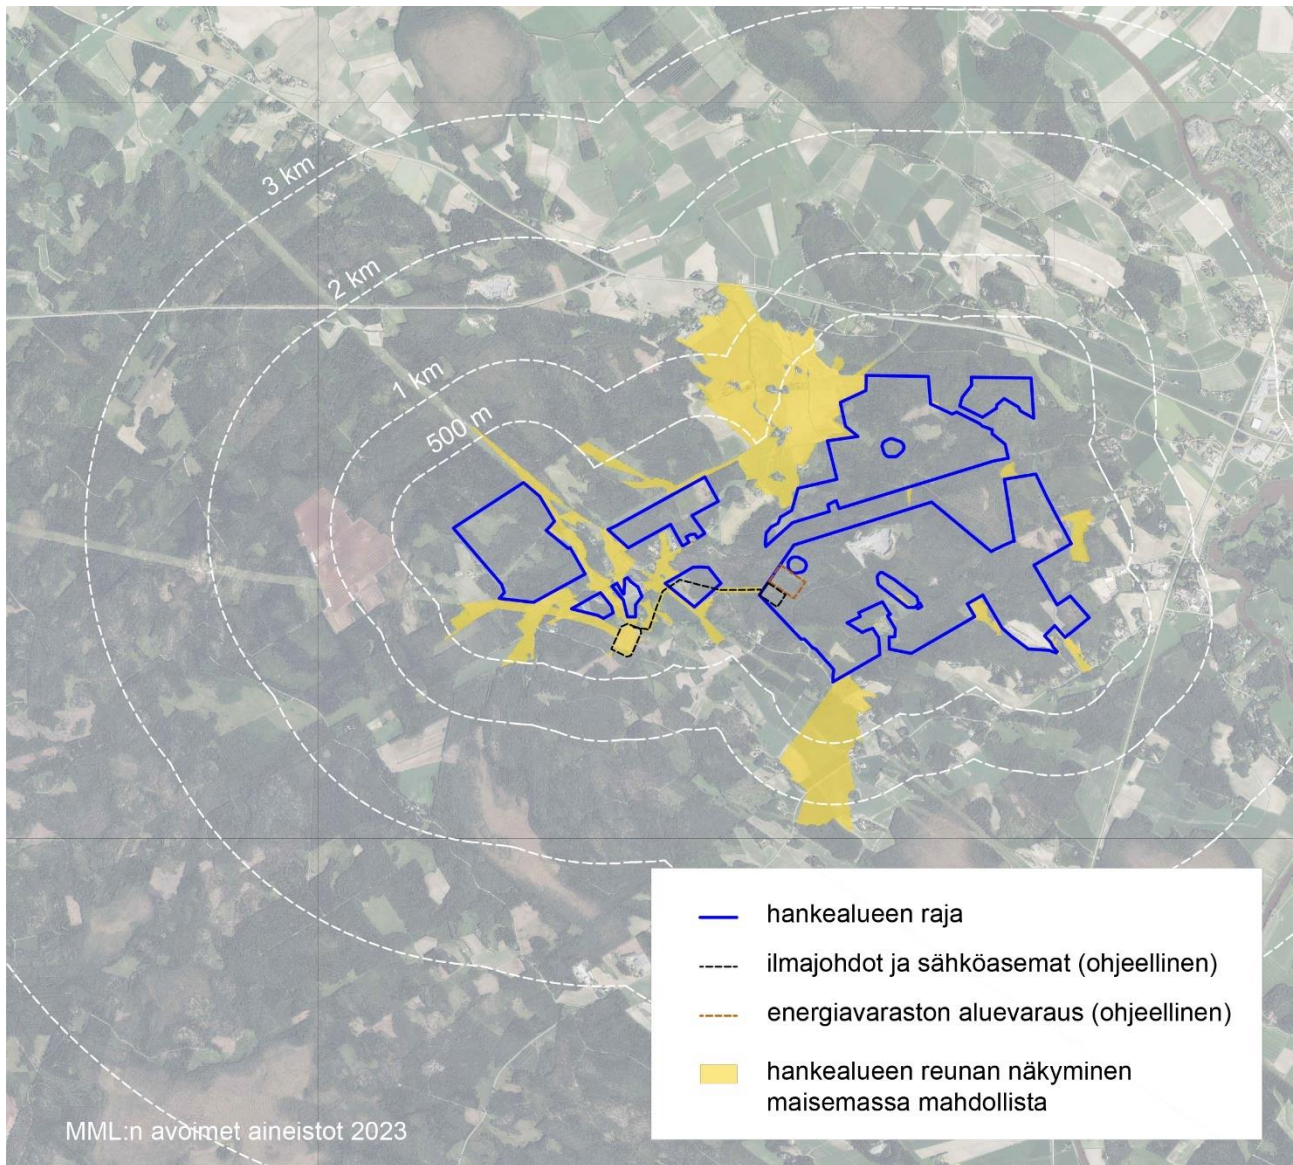 3 km
2 km
1 km
500 m
hankealueen raja
ilmajohdot ja sähköasemat (ohjeellinen)
energiavaraston aluevaraus (ohjeellinen)
hankealueen reunan näkyminen
maisemassa mahdollista
MML:n avoimet aineistot 2023